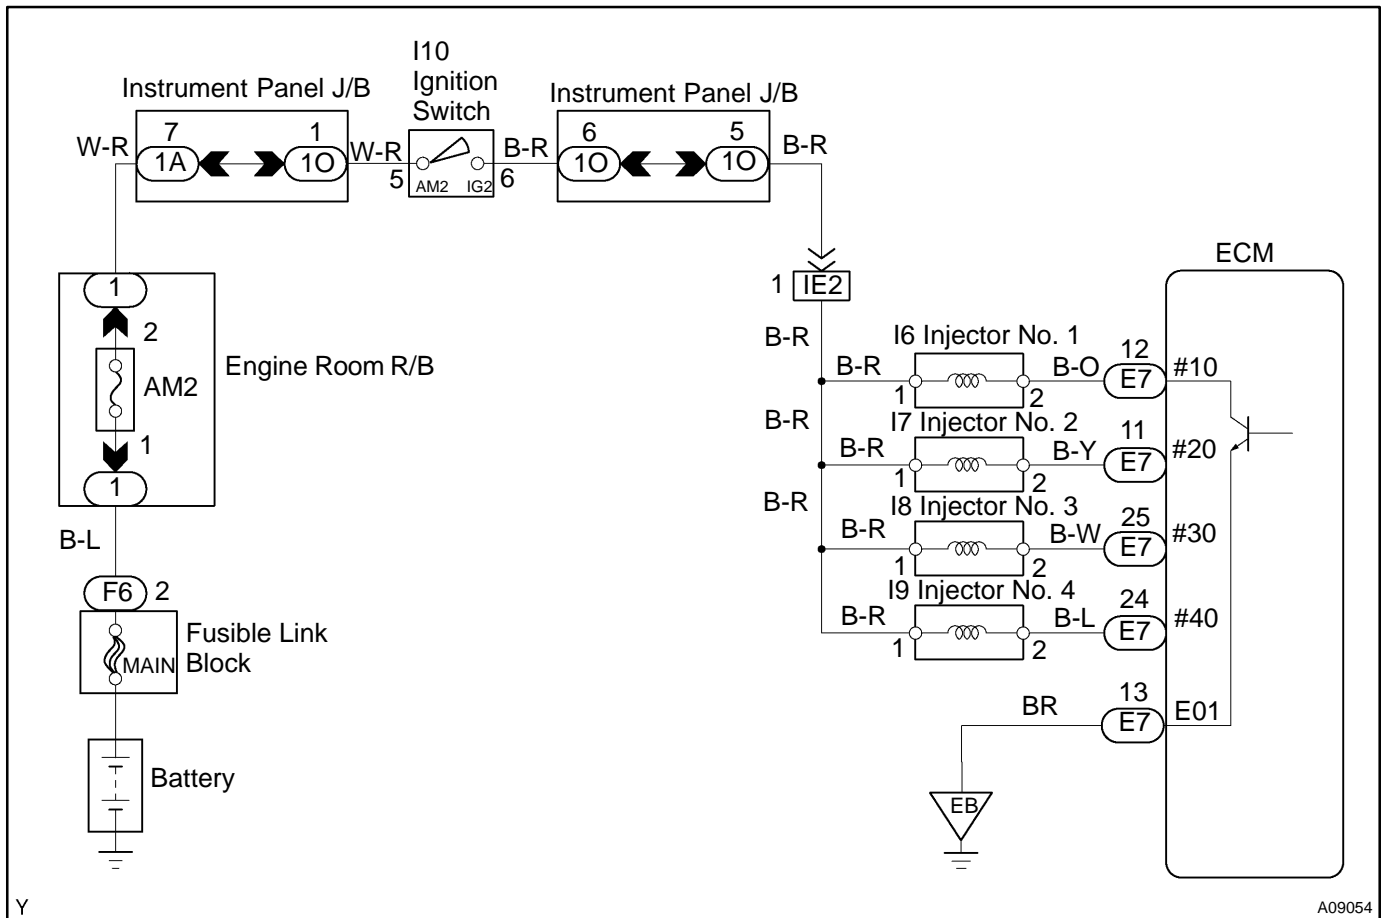 I10
Ignition
Switch
Instrument Panel J/B
Instrument Panel J/B
W-R
7
1A
1
1O
W-R
5
AM2
IG2
6
B-R
6
1O
5
1O
B-R
1
IE2
1
2
AM2
1
1
Engine Room R/B
B-L
F6
2
MAIN
Fusible Link
Block
Battery
ECM
B-R
B-R
I6 Injector No. 1
1
2
B-O
12
E7
#10
B-R
B-R
I7 Injector No. 2
1
2
B-Y
11
E7
#20
B-R
B-R
I8 Injector No. 3
1
2
B-W
25
E7
#30
B-R
I9 Injector No. 4
1
2
B-L
24
E7
#40
BR
13
E7
E01
EB
Y
A09054